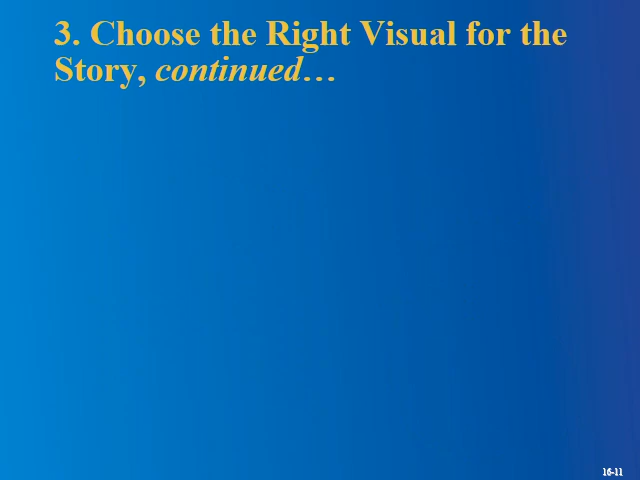 3. Choose the Right Visual for the
Story, continued…
16-11